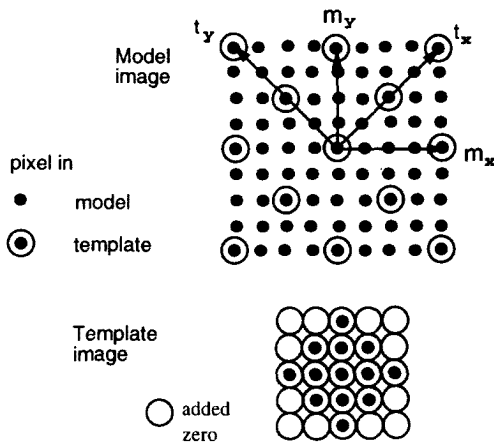 t_y
m_y
t_x
Model
image
m_x
pixel in
model
template
Template
image
added
zero